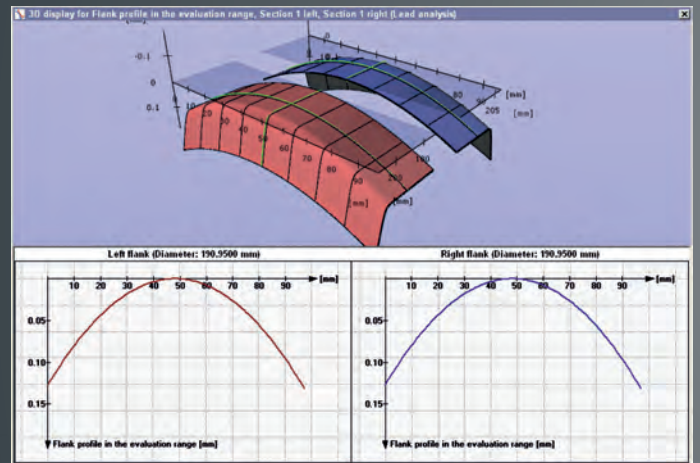 3D display for Flank profile in the evaluation range, Section 1 left, Section 1 right (Lead analysis)
-0.1
0
0.1
0
10
20
30
40
50
60
70
80
90
[mm]
200
190
[mm]
0
10
80
90
[mm]
205
[mm]
Left flank (Diameter: 190.9500 mm)
10 20 30 40 50 60 70 80 90 [mm]
0.05
0.10
0.15
Flank profile in the evaluation range [mm]
Right flank (Diameter: 190.9500 mm)
10 20 30 40 50 60 70 80 90 [mm]
0.05
0.10
0.15
Flank profile in the evaluation range [mm]